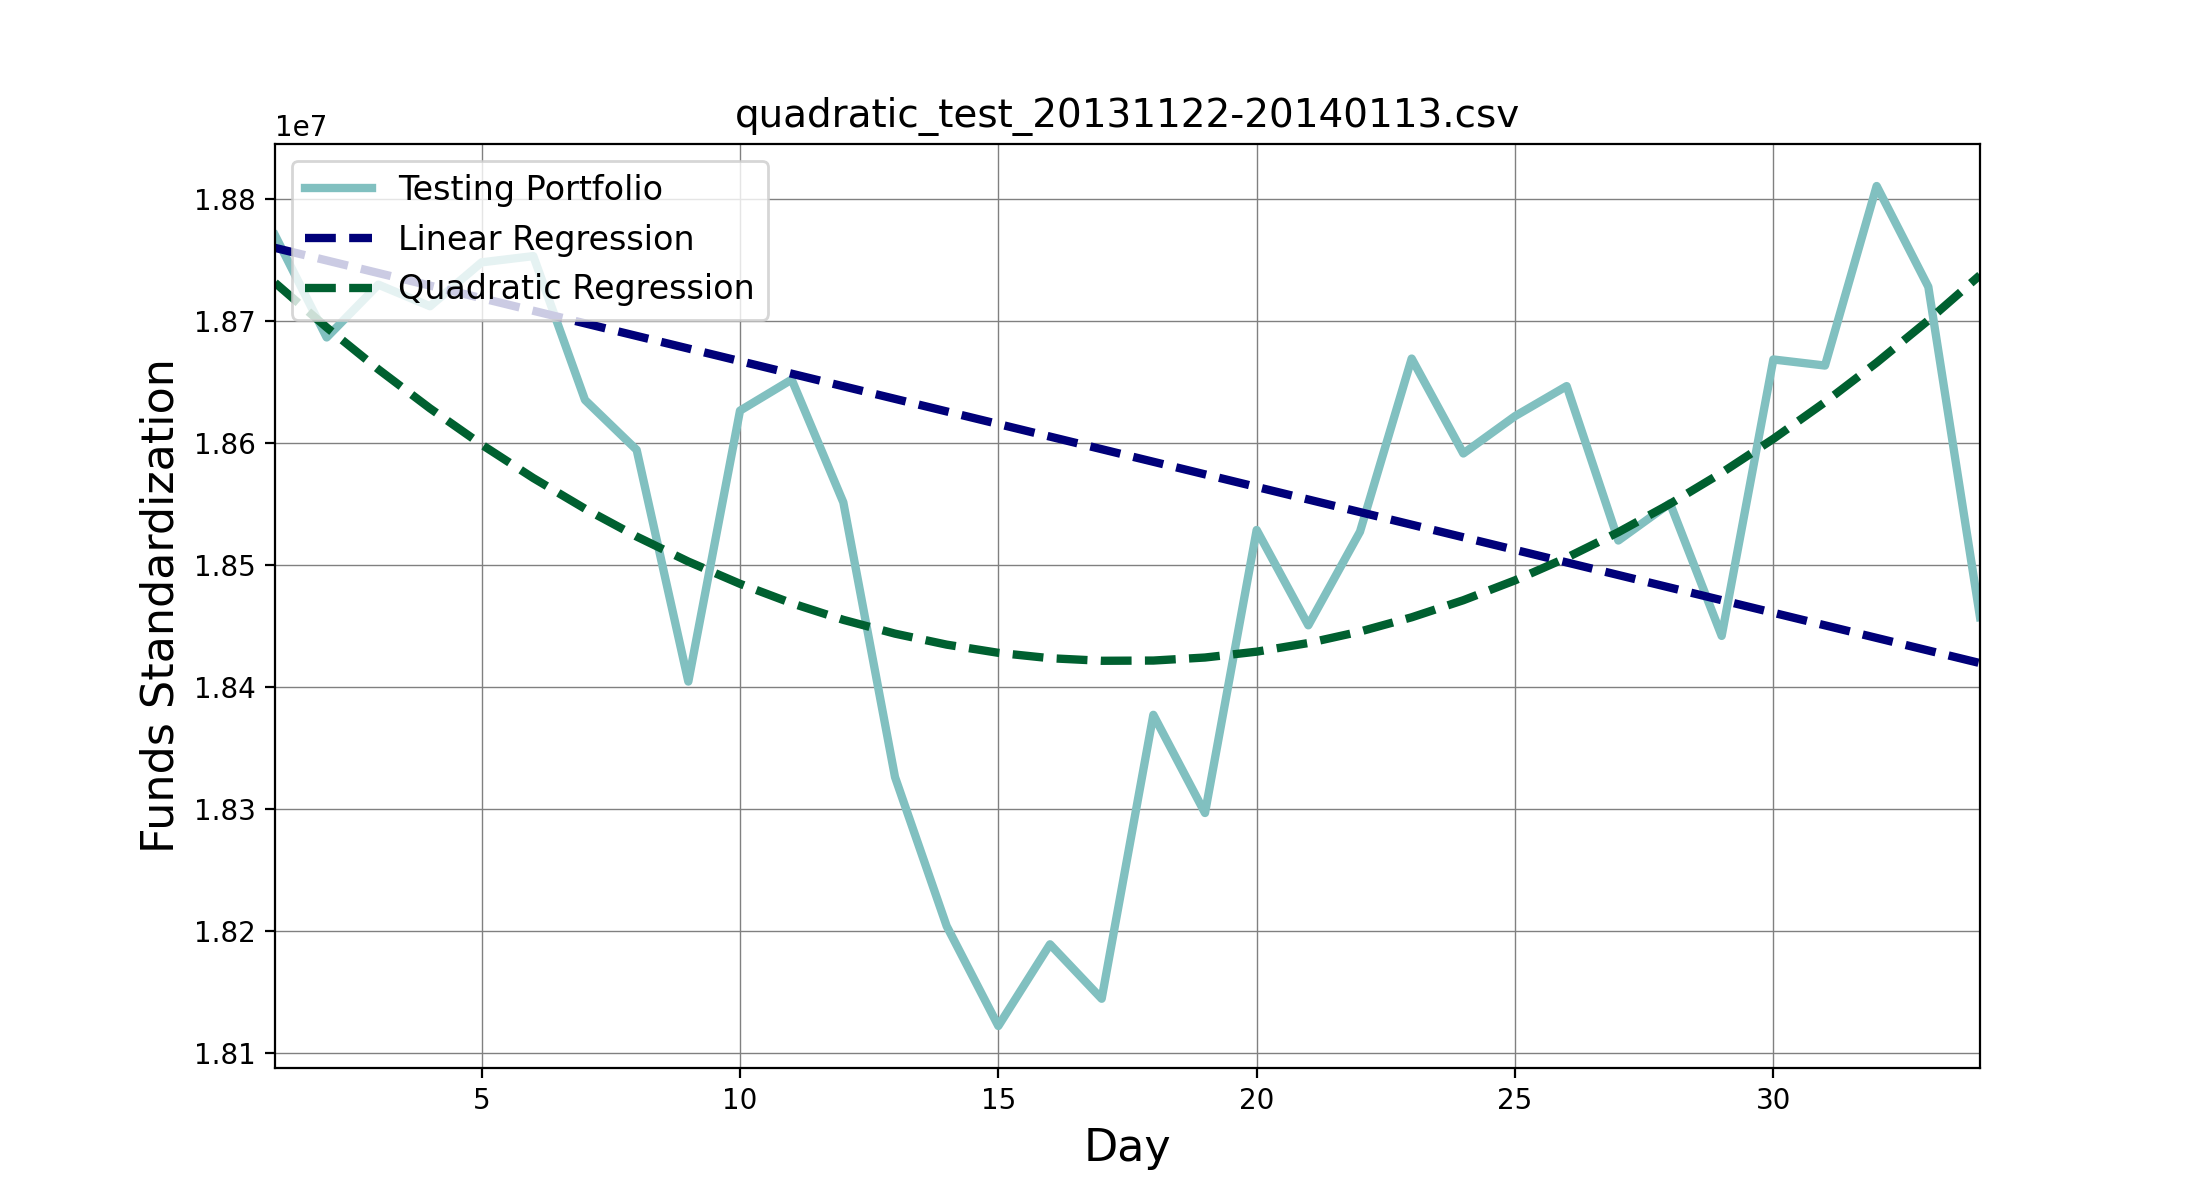 quadratic_test_20131122-20140113.csv
1e7
Testing Portfolio
Linear Regression
Quadratic Regression
1.88
1.87
1.86
1.85
1.84
1.83
1.82
1.81
Funds Standardization
5 10 15 20 25 30
Day